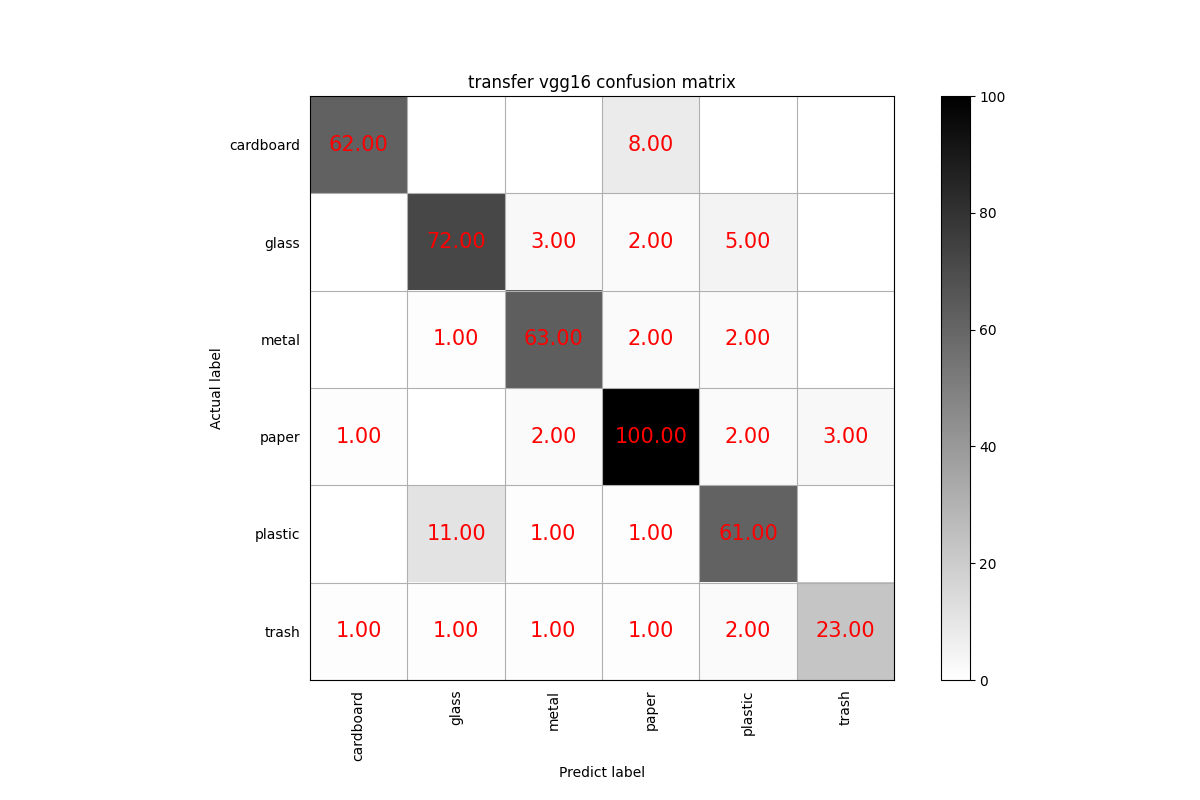 transfer vgg16 confusion matrix
cardboard 62.00 8.00
glass 72.00 3.00 2.00 5.00
metal 1.00 63.00 2.00 2.00
paper 1.00 2.00 100.00 2.00 3.00
plastic 11.00 1.00 1.00 61.00
trash 1.00 1.00 1.00 1.00 2.00 23.00
Actual label
cardboard glass metal paper plastic trash
Predict label
100
80
60
40
20
0